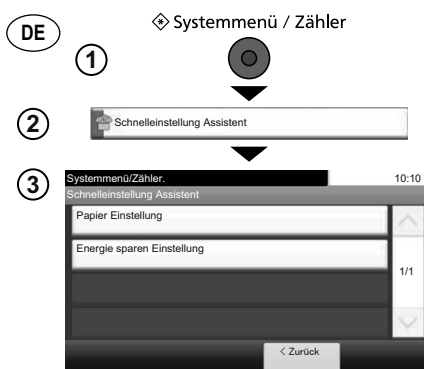 DE
Systemmenü / Zähler
1
2
Schnelleinstellung Assistent
3
Systemmenü/Zähler.
10:10
Schnelleinstellung Assistent
Papier Einstellung
Energie sparen Einstellung
1/1
< Zurück